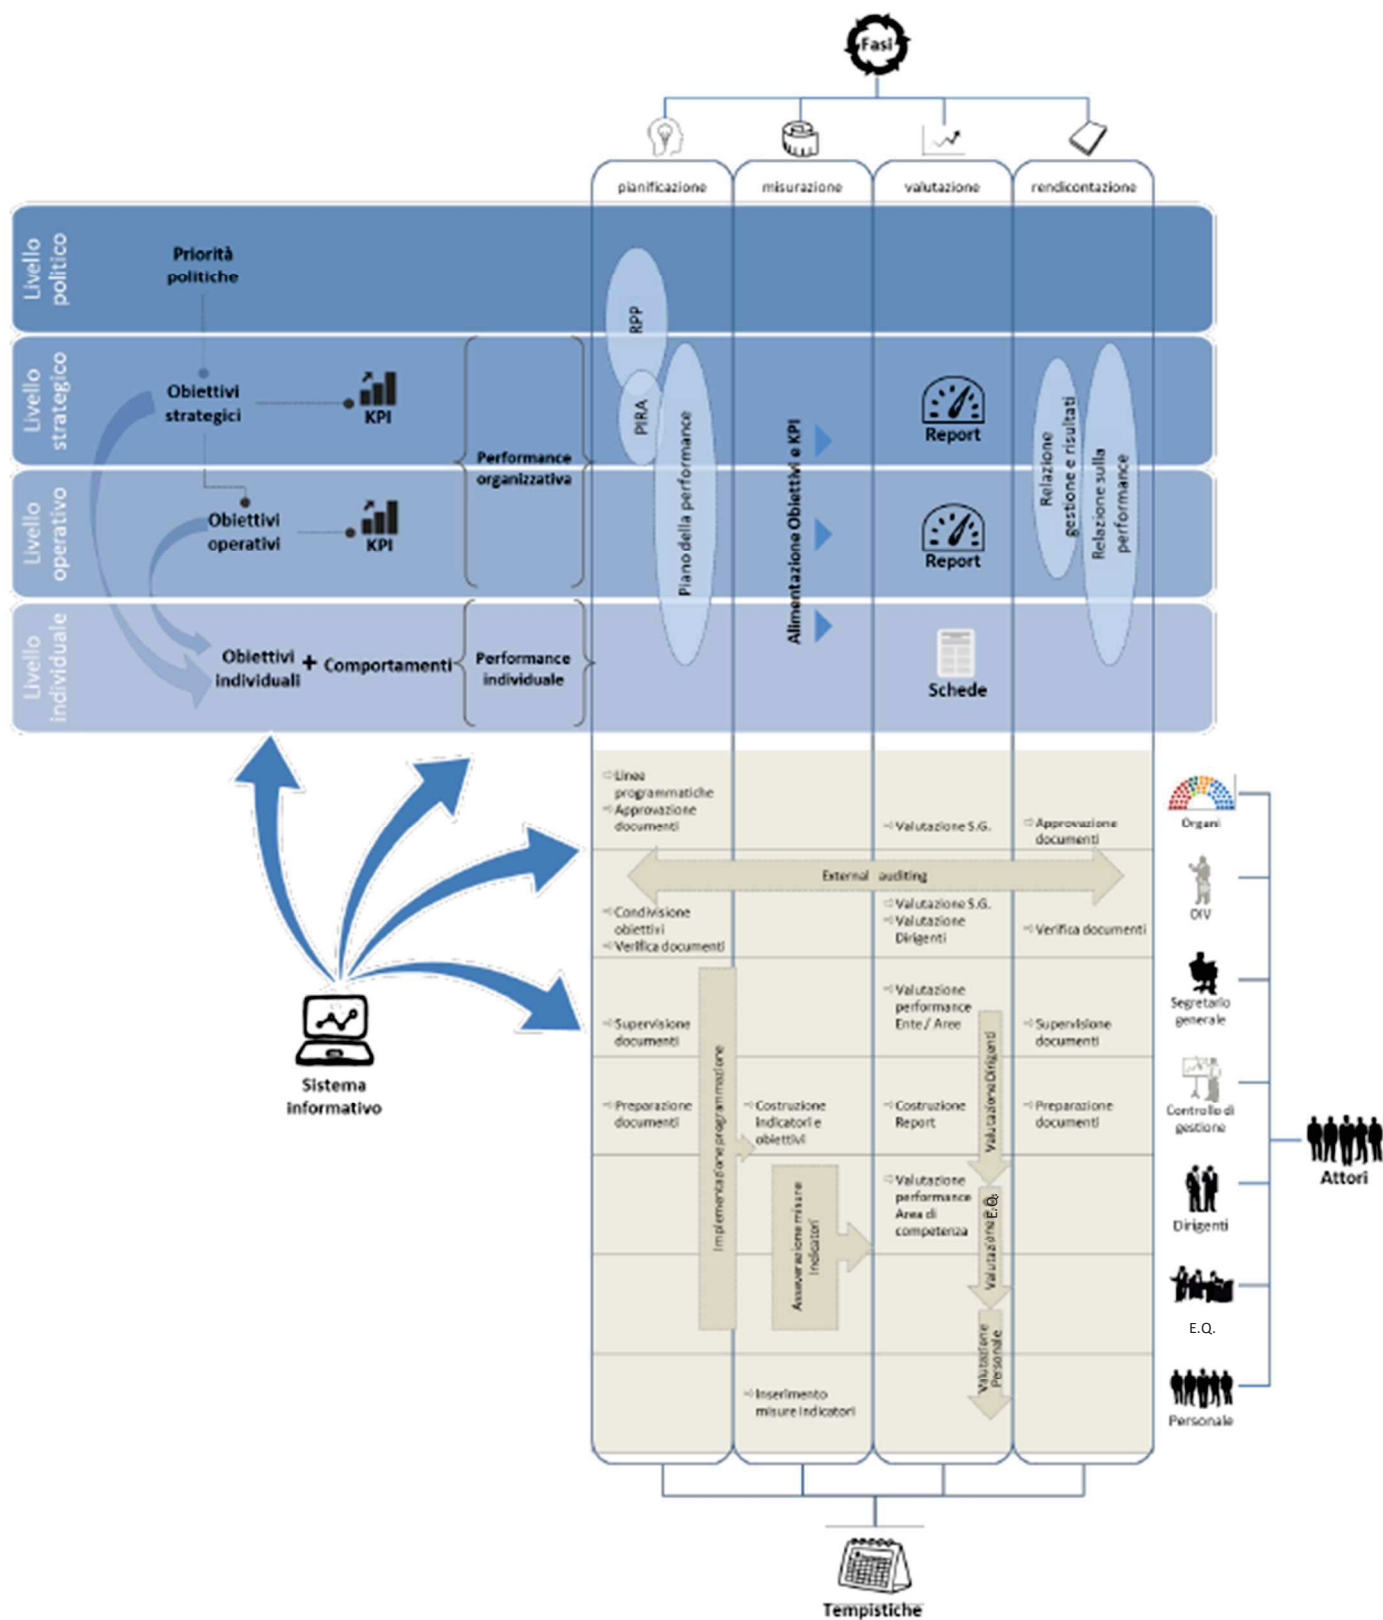 Fasi
pianificazione
misurazione
valutazione
rendicontazione
Livello
politico
Priorità
politiche
RPP
Livello
strategico
Obiettivi
strategici
KPI
PIRA
Report
Livello
operativo
Obiettivi
operativi
KPI
Performance
organizzativa
Piano della performance
Alimentazione Obiettivi e KPI
Report
Relazione
gestione e risultati
Relazione sulla
performance
Livello
individuale
Obiettivi
individuali
+
Comportamenti
Performance
individuale
Schede
Linee
programmatiche
Approvazione
documenti
Valutazione S.G.
Approvazione
documenti
Organi
External auditing
Condivisione
obiettivi
Verifica documenti
Valutazione S.G.
Valutazione
Dirigenti
Verifica documenti
OIV
Supervisione
documenti
Valutazione
performance
Ente / Aree
Supervisione
documenti
Segretario
generale
Sistema
informativo
Preparazione
documenti
Implementazione programmazione
Costruzione
Indicatori e
obiettivi
Costruzione
Report
Valutazione Dirigenti
Preparazione
documenti
Controllo di
gestione
Attori
Asseverazione misure
Indicatori
Valutazione
performance
Area di
competenza
Valutazione E.Q.
Dirigenti
E.Q.
Inserimento
misure indicatori
Valutazione
Personale
Personale
Tempistiche